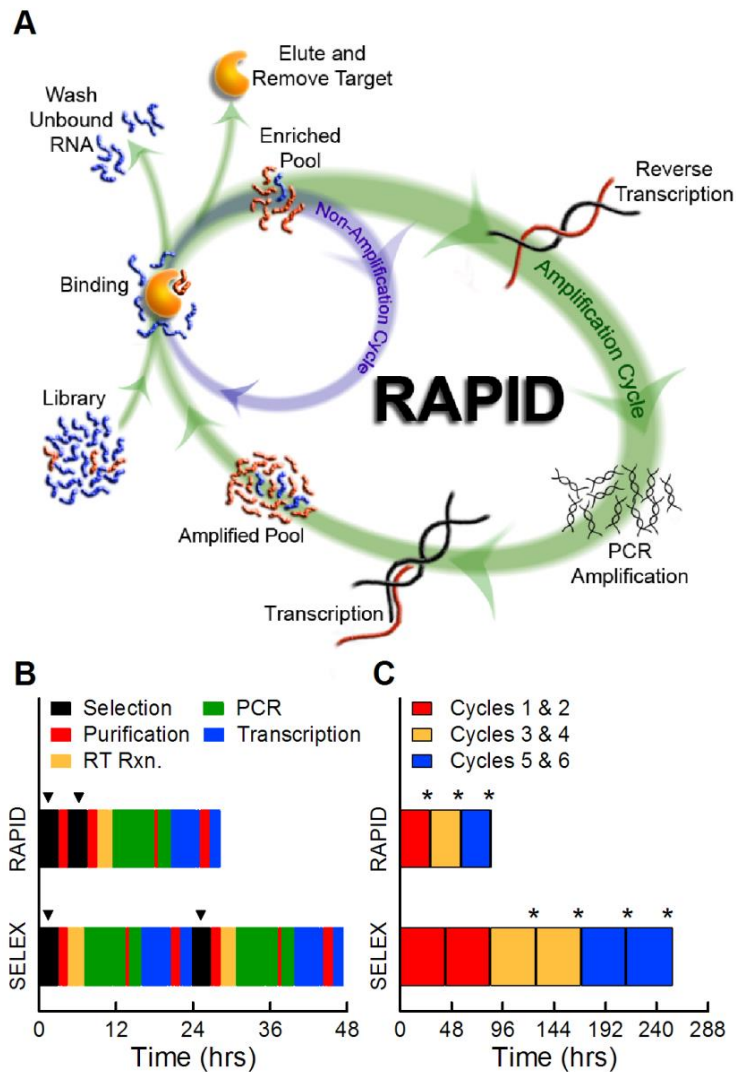 A
Elute and
Remove Target
Wash
Unbound
RNA
Enriched
Pool
Reverse
Transcription
Non-Amplification Cycle
Amplification Cycle
Binding
RAPID
Library
Amplified Pool
PCR
Amplification
Transcription
B
Selection
PCR
Purification
Transcription
RT Rxn.
RAPID
SELEX
0 12 24 36 48
Time (hrs)
C
Cycles 1 & 2
Cycles 3 & 4
Cycles 5 & 6
* * *
RAPID
* * * *
SELEX
0 48 96 144 192 240 288
Time (hrs)